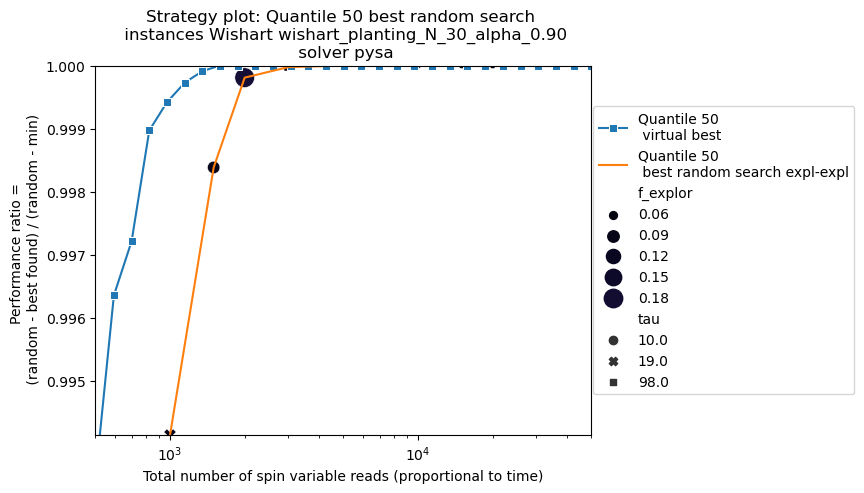 Strategy plot: Quantile 50 best random search
instances Wishart wishart_planting_N_30_alpha_0.90
solver pysa
Performance ratio =
(random - best found) / (random - min)
1.000
0.999
0.998
0.997
0.996
0.995
10³
10⁴
Total number of spin variable reads (proportional to time)
Quantile 50
virtual best
Quantile 50
best random search expl-expl
f_explor
0.06
0.09
0.12
0.15
0.18
tau
10.0
19.0
98.0